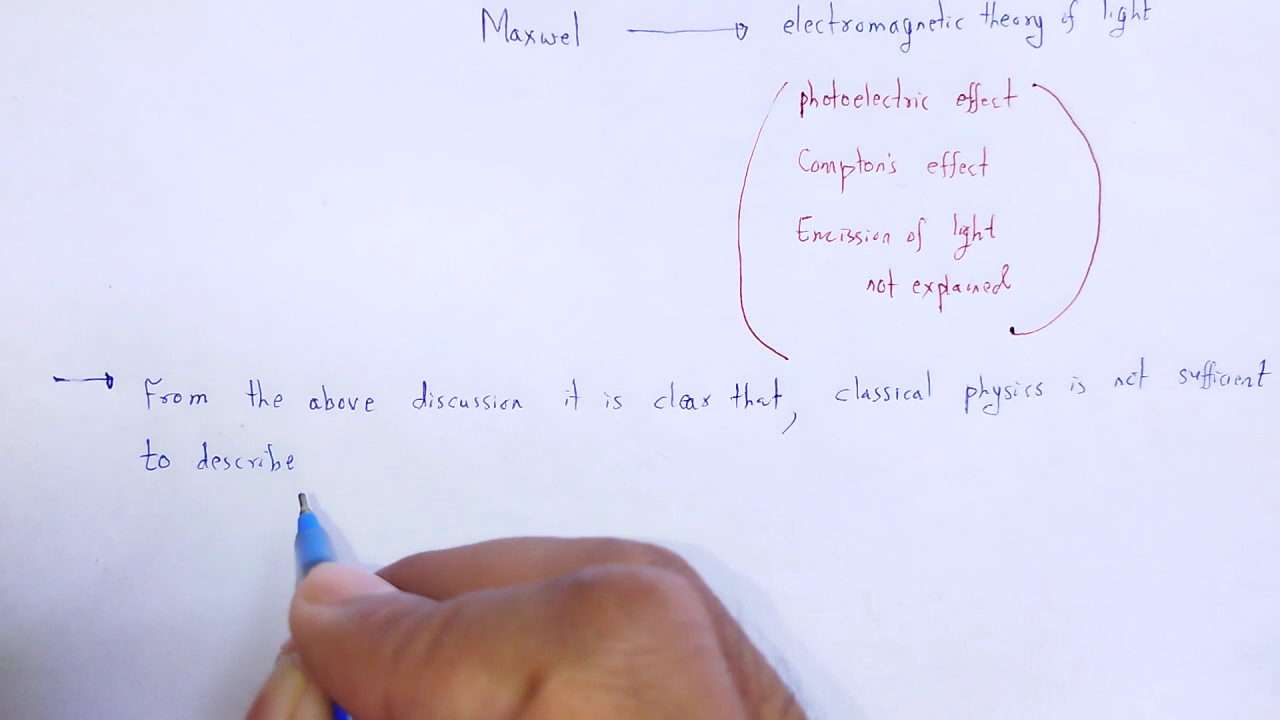 Maxwel → electromagnetic theory of light
photoelectric effect
Compton's effect
Emission of light
not explained
→ From the above discussion it is clear that, classical physics is not sufficient
to describe